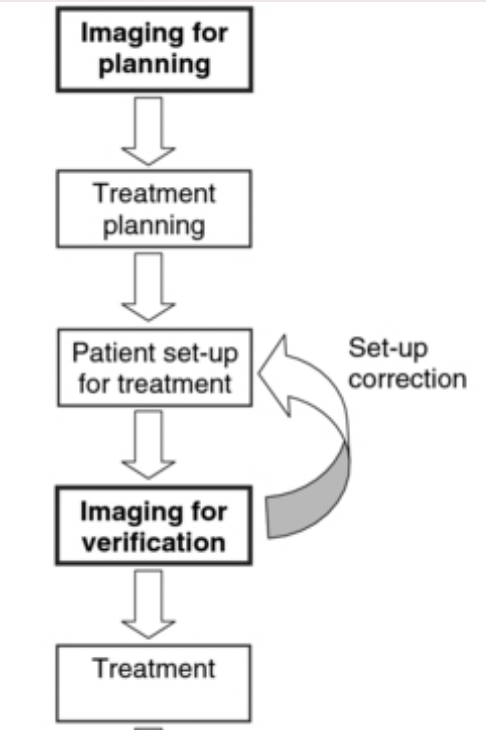 Imaging for
planning
Treatment
planning
Patient set-up
for treatment
Set-up
correction
Imaging for
verification
Treatment